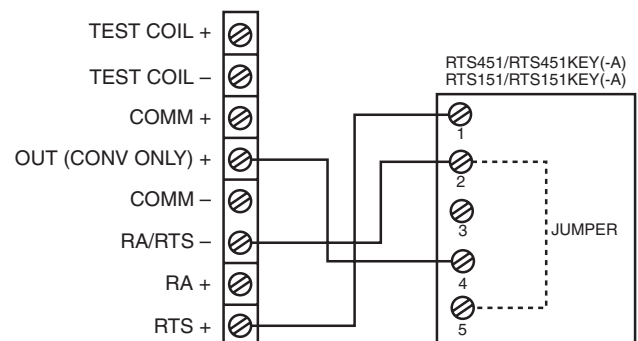 TEST COIL +
TEST COIL –
COMM +
OUT (CONV ONLY) +
COMM –
RA/RTS –
RA +
RTS +
RTS451/RTS451KEY(-A)
RTS151/RTS151KEY(-A)
1
2
3
4
5
JUMPER